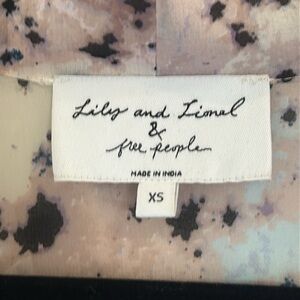 Lily and Lionel
&
free people
MADE IN INDIA
XS